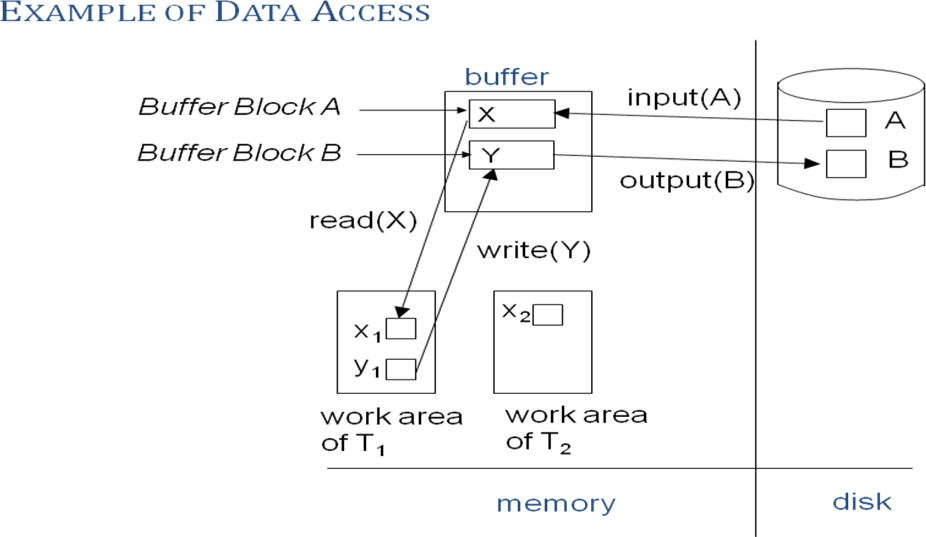 EXAMPLE OF DATA ACCESS
buffer
Buffer Block A
X
input(A)
A
Buffer Block B
Y
output(B)
B
read(X)
write(Y)
x₁
y₁
x₂
work area
of T₁
work area
of T₂
memory
disk